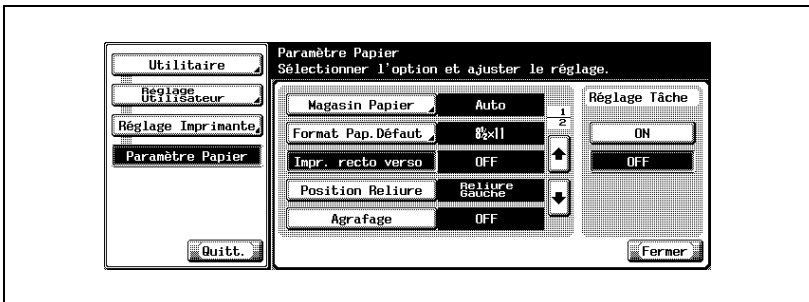 Utilitaire
Réglage
Utilisateur
Réglage Imprimante
Paramètre Papier
Quitt.
Paramètre Papier
Sélectionner l'option et ajuster le réglage.
Magasin Papier Auto
Format Pap.Défaut 8½×11
Impr. recto verso OFF
Position Reliure Reliure Gauche
Agrafage OFF
1/2
Réglage Tâche
ON
OFF
Fermer